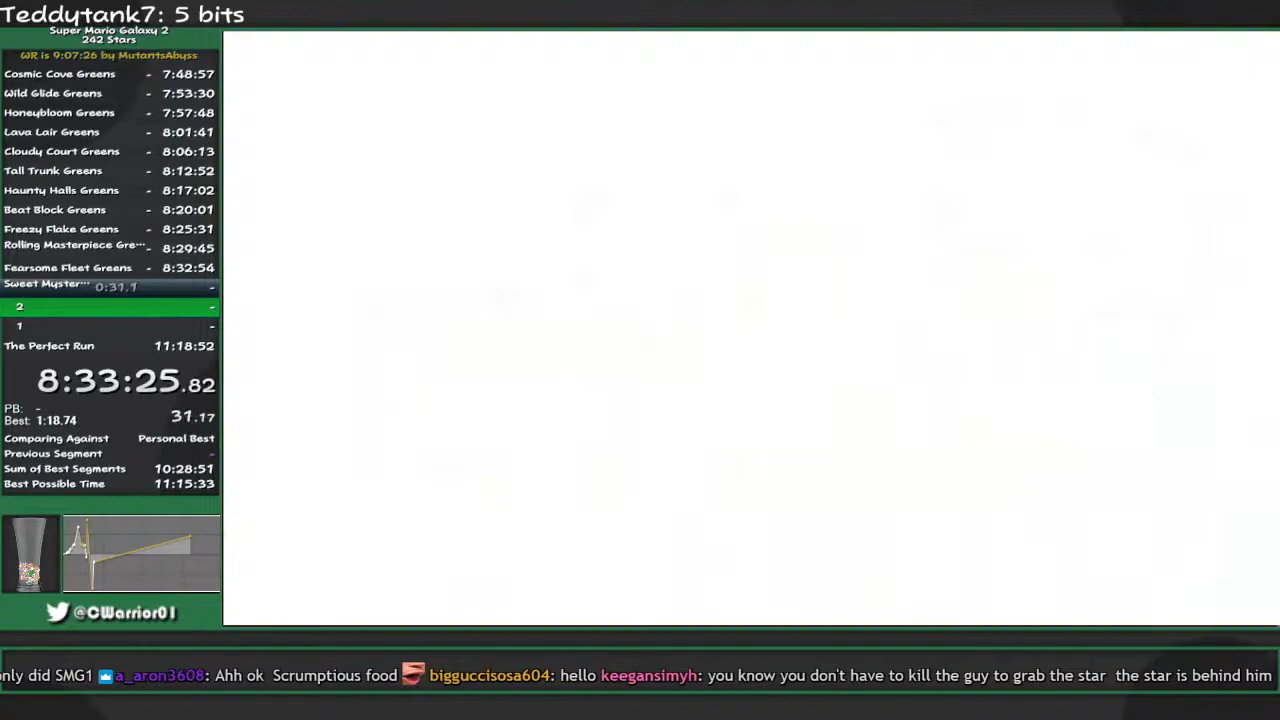 Teddytank7: 5 bits
Super Mario Galaxy 2
242 Stars
WR is 9:07:26 by MutantsAbyss
Cosmic Cove Greens - 7:48:57
Wild Glide Greens - 7:53:30
Honeybloom Greens - 7:57:48
Lava Lair Greens - 8:01:41
Cloudy Court Greens - 8:06:13
Tall Trunk Greens - 8:12:52
Haunty Halls Greens - 8:17:02
Beat Block Greens - 8:20:01
Freezy Flake Greens - 8:25:31
Rolling Masterpiece Gre… - 8:29:45
Fearsome Fleet Greens - 8:32:54
Sweet Myster… 0:31.1 -
2 -
1 -
The Perfect Run 11:18:52
8:33:25.82
PB: - 31.17
Best: 1:18.74
Comparing Against Personal Best
Previous Segment -
Sum of Best Segments 10:28:51
Best Possible Time 11:15:33
@CWarrior01
only did SMG1 a_aron3608: Ahh ok Scrumptious food bigguccisosa604: hello keegansimyh: you know you don't have to kill the guy to grab the star the star is behind him